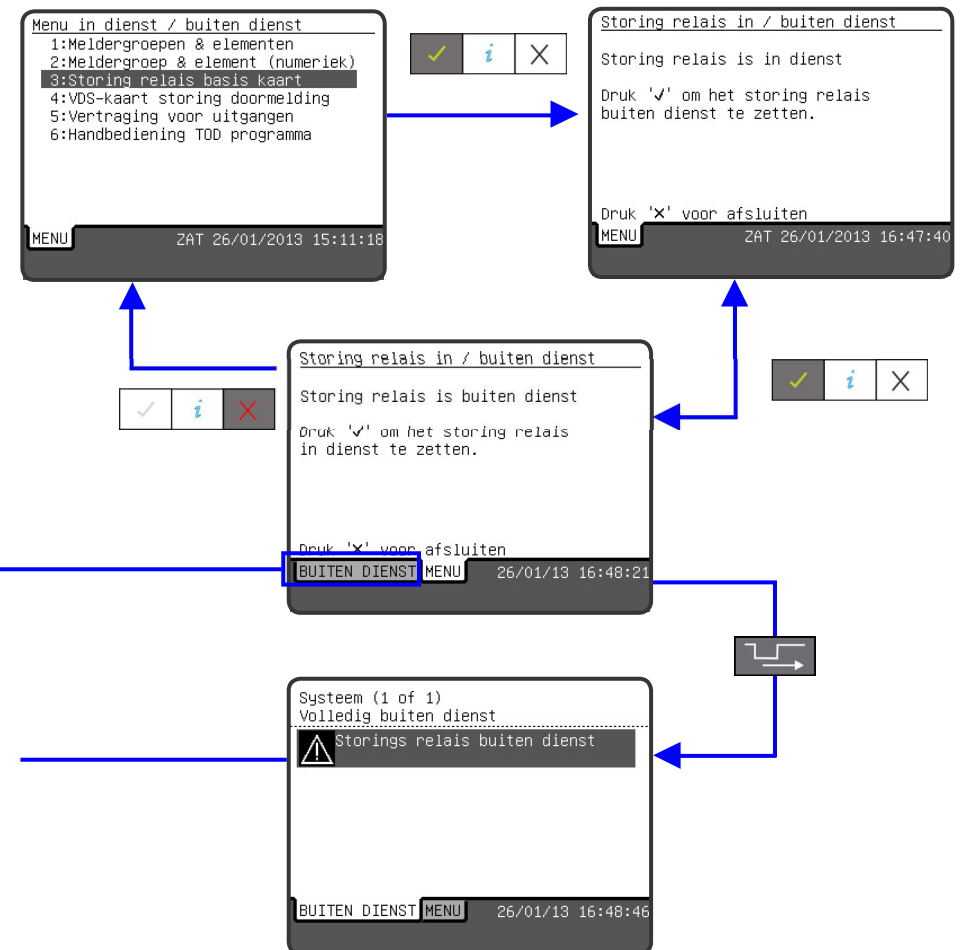 Menu in dienst / buiten dienst
1:Meldergroepen & elementen
2:Meldergroep & element (numeriek)
3:Storing relais basis kaart
4:VDS-kaart storing doormelding
5:Vertraging voor uitgangen
6:Handbediening TOD programma
MENU ZAT 26/01/2013 15:11:18
✓ i X
Storing relais in / buiten dienst
Storing relais is in dienst
Druk '✓' om het storing relais
buiten dienst te zetten.
Druk 'X' voor afsluiten
MENU ZAT 26/01/2013 16:47:40
✓ i X
Storing relais in / buiten dienst
Storing relais is buiten dienst
Druk '✓' om het storing relais
in dienst te zetten.
Druk 'X' voor afsluiten
BUITEN DIENST MENU 26/01/13 16:48:21
✓ i X
Systeem (1 of 1)
Volledig buiten dienst
Storings relais buiten dienst
BUITEN DIENST MENU 26/01/13 16:48:46